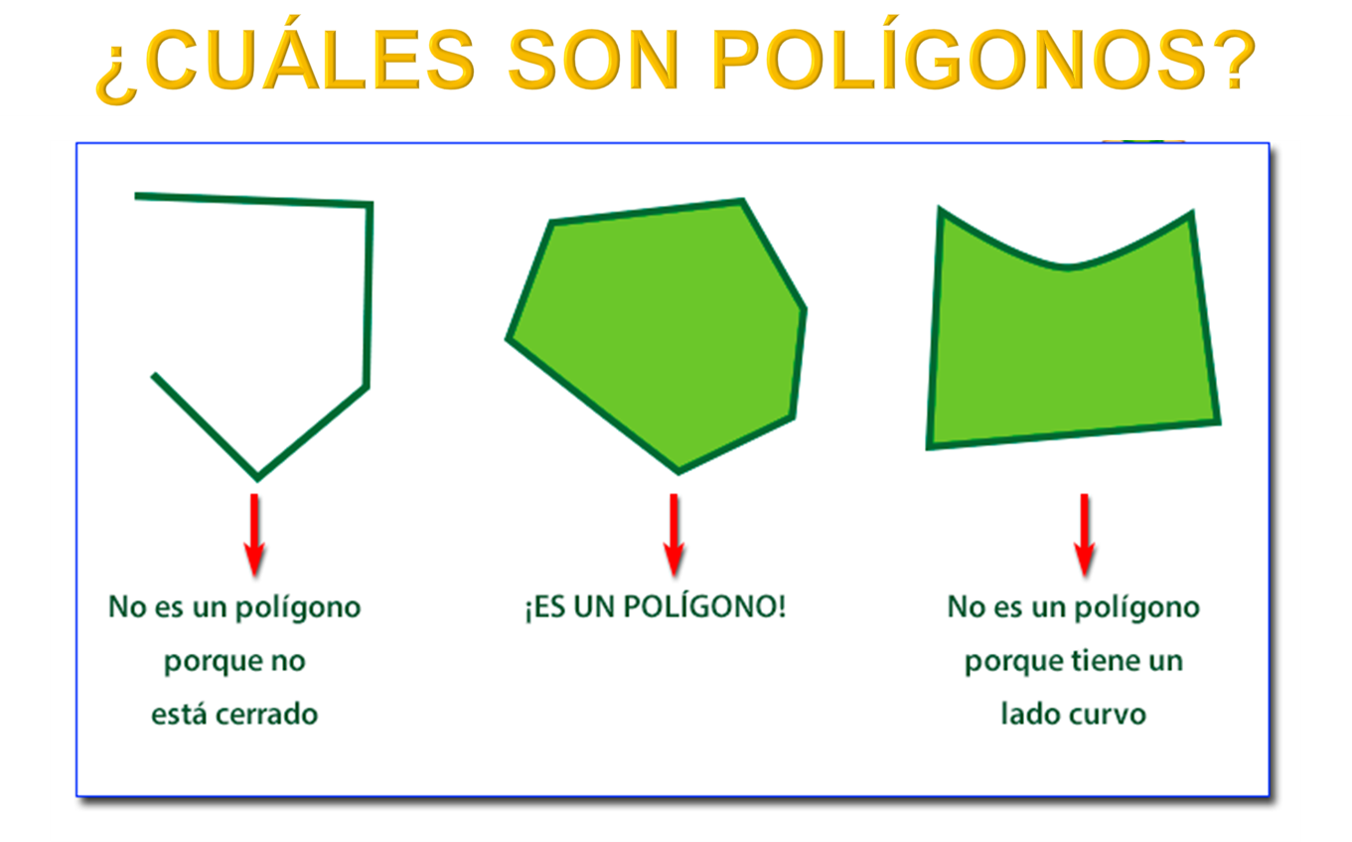 ¿CUÁLES SON POLÍGONOS?
No es un polígono
porque no
está cerrado
¡ES UN POLÍGONO!
No es un polígono
porque tiene un
lado curvo